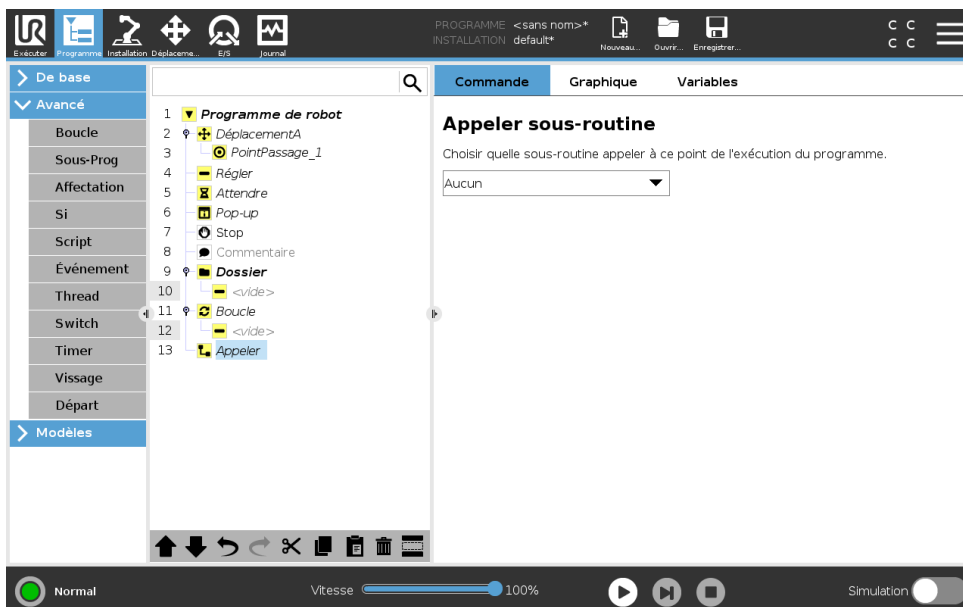 UR
PROGRAMME <sans nom>*
INSTALLATION default*
Exécuter Programme Installation Déplaceme... E/S Journal
Nouveau... Ouvrir... Enregistrer...
C C
C C
De base
Avancé
Boucle
Sous-Prog
Affectation
Si
Script
Événement
Thread
Switch
Timer
Vissage
Départ
Modèles
1 Programme de robot
2 DéplacementA
3 PointPassage_1
4 Régler
5 Attendre
6 Pop-up
7 Stop
8 Commentaire
9 Dossier
10 <vide>
11 Boucle
12 <vide>
13 Appeler
Commande Graphique Variables
Appeler sous-routine
Choisir quelle sous-routine appeler à ce point de l'exécution du programme.
Aucun
Normal
Vitesse 100%
Simulation